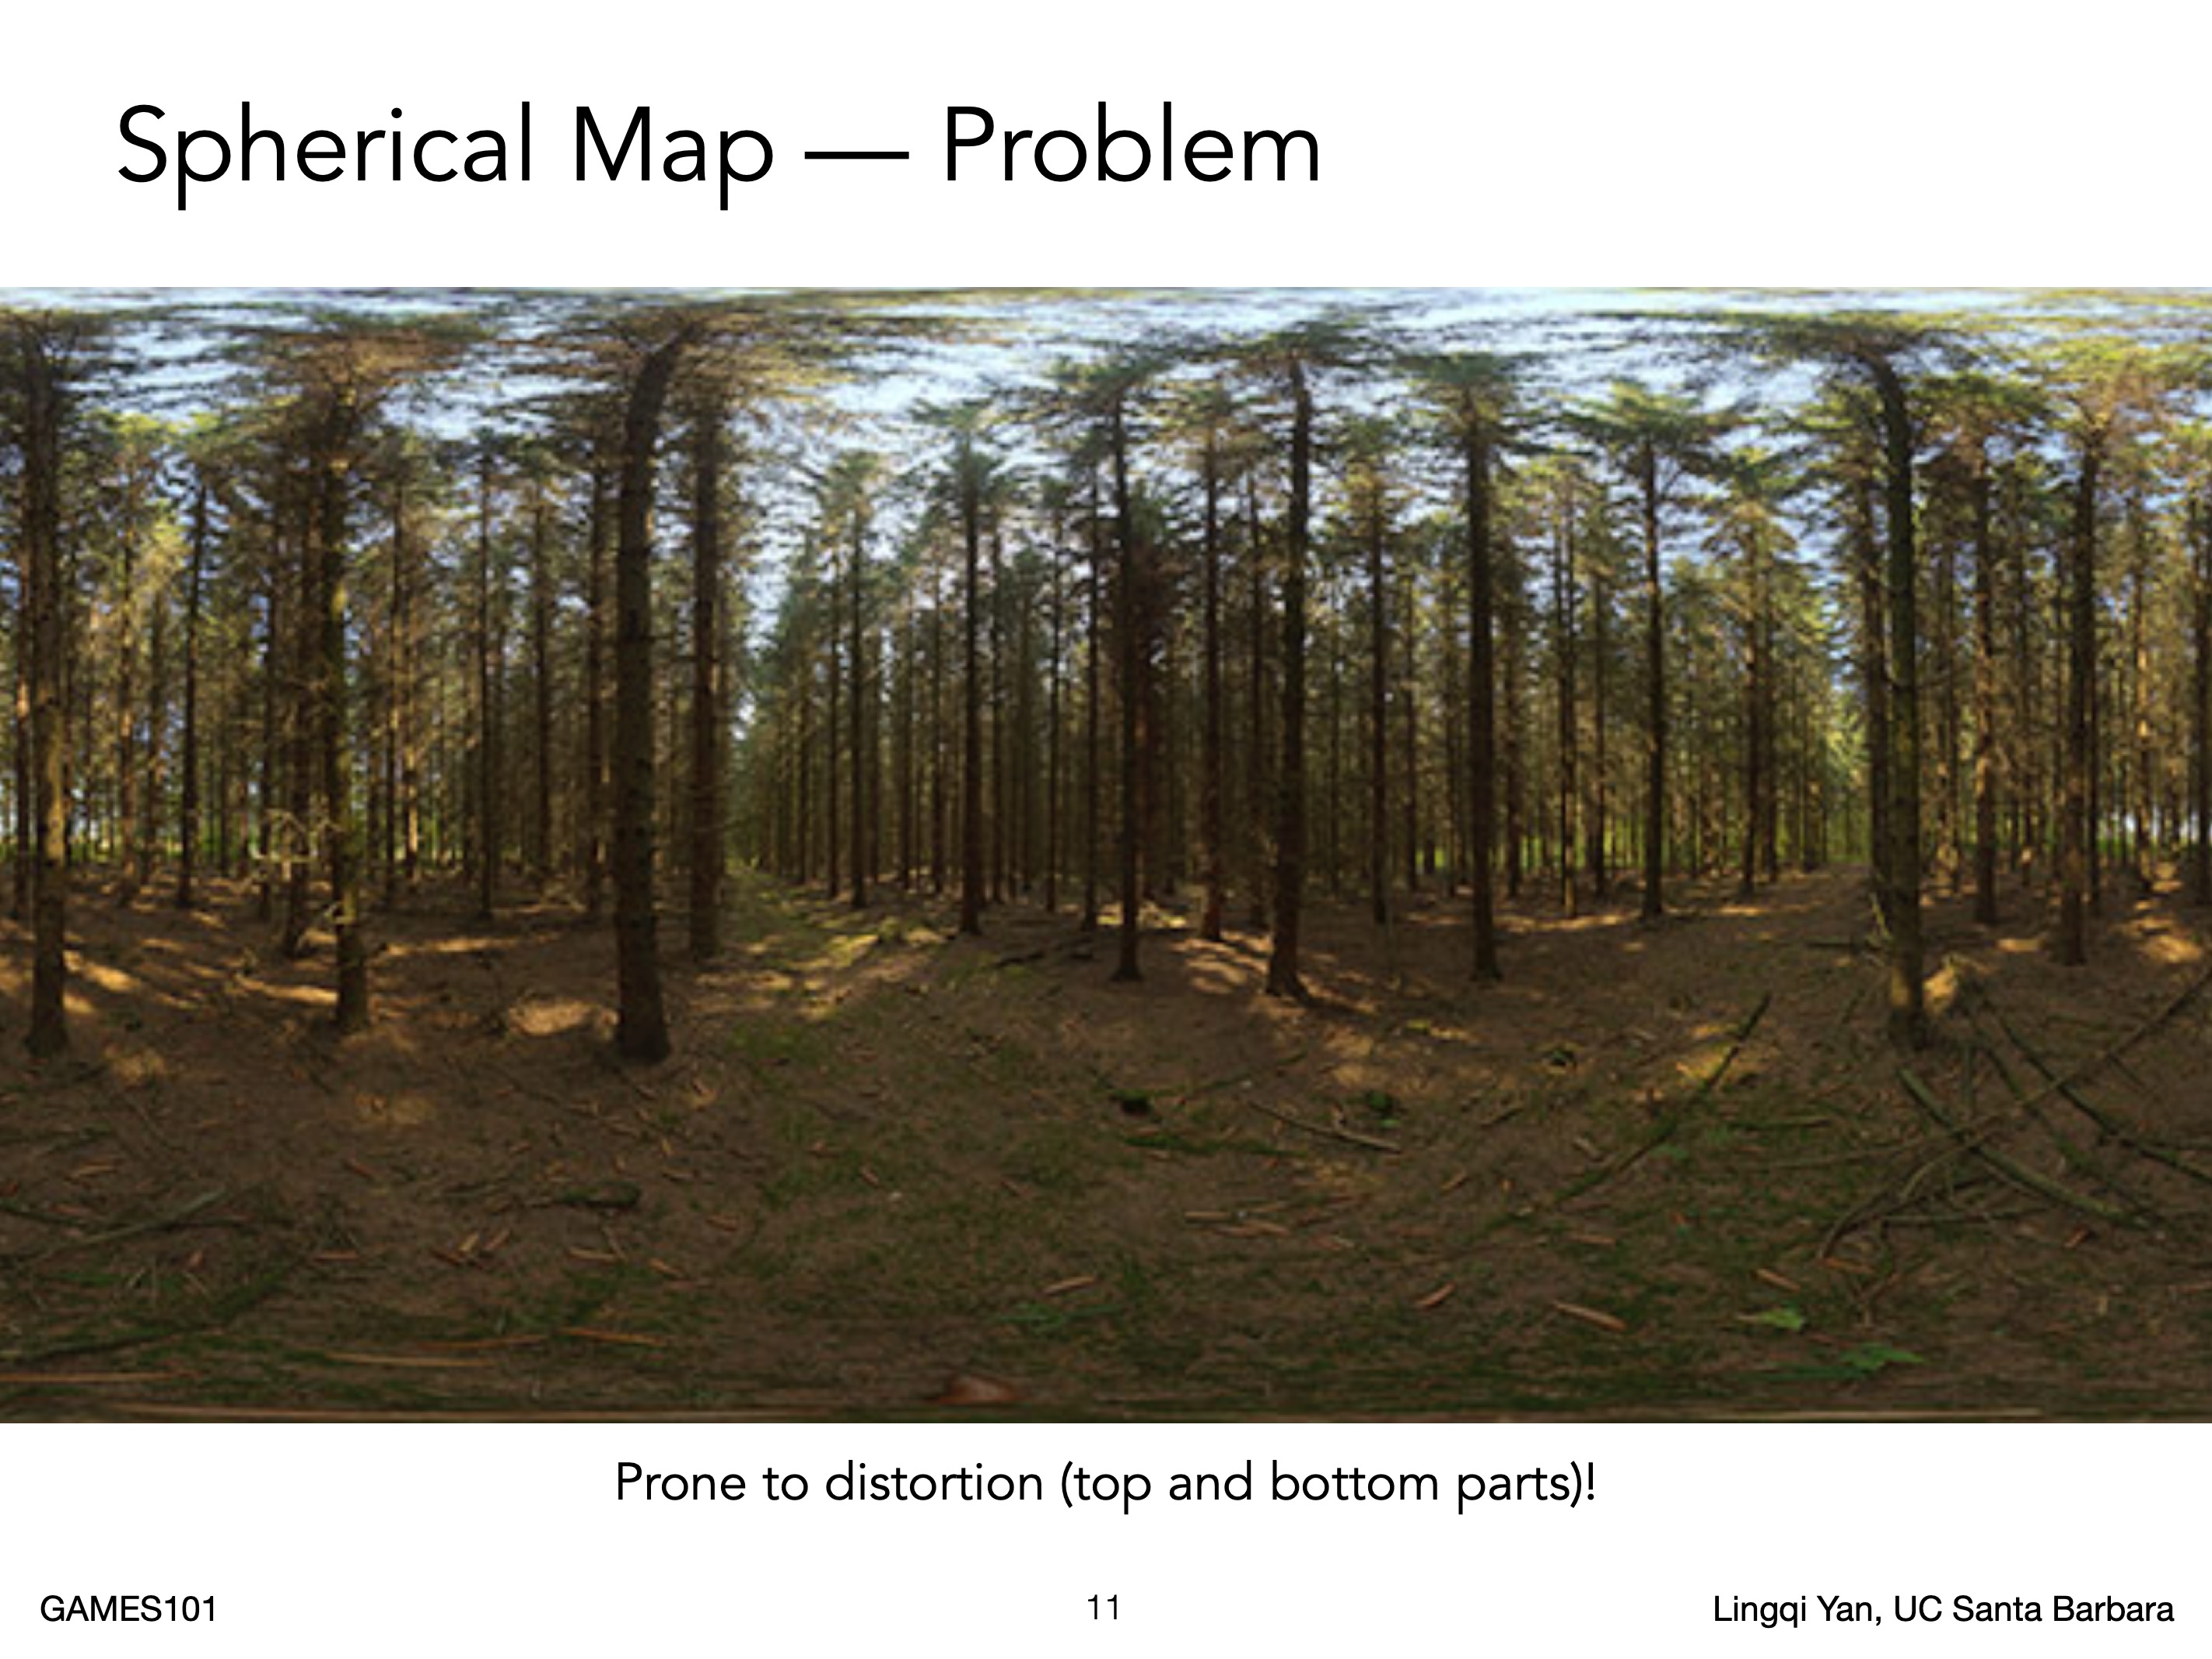 Spherical Map — Problem
Prone to distortion (top and bottom parts)!
GAMES101
11
Lingqi Yan, UC Santa Barbara